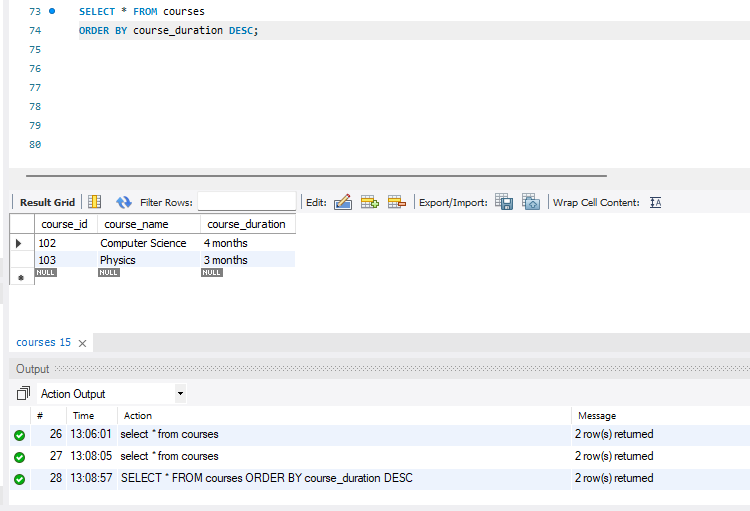 73 SELECT * FROM courses
74 ORDER BY course_duration DESC;
75
76
77
78
79
80
Result Grid Filter Rows: Edit: Export/Import: Wrap Cell Content: IA
course_id course_name course_duration
102 Computer Science 4 months
103 Physics 3 months
NULL NULL NULL
courses 15
Output
Action Output
# Time Action Message
26 13:06:01 select * from courses 2 row(s) returned
27 13:08:05 select * from courses 2 row(s) returned
28 13:08:57 SELECT * FROM courses ORDER BY course_duration DESC 2 row(s) returned